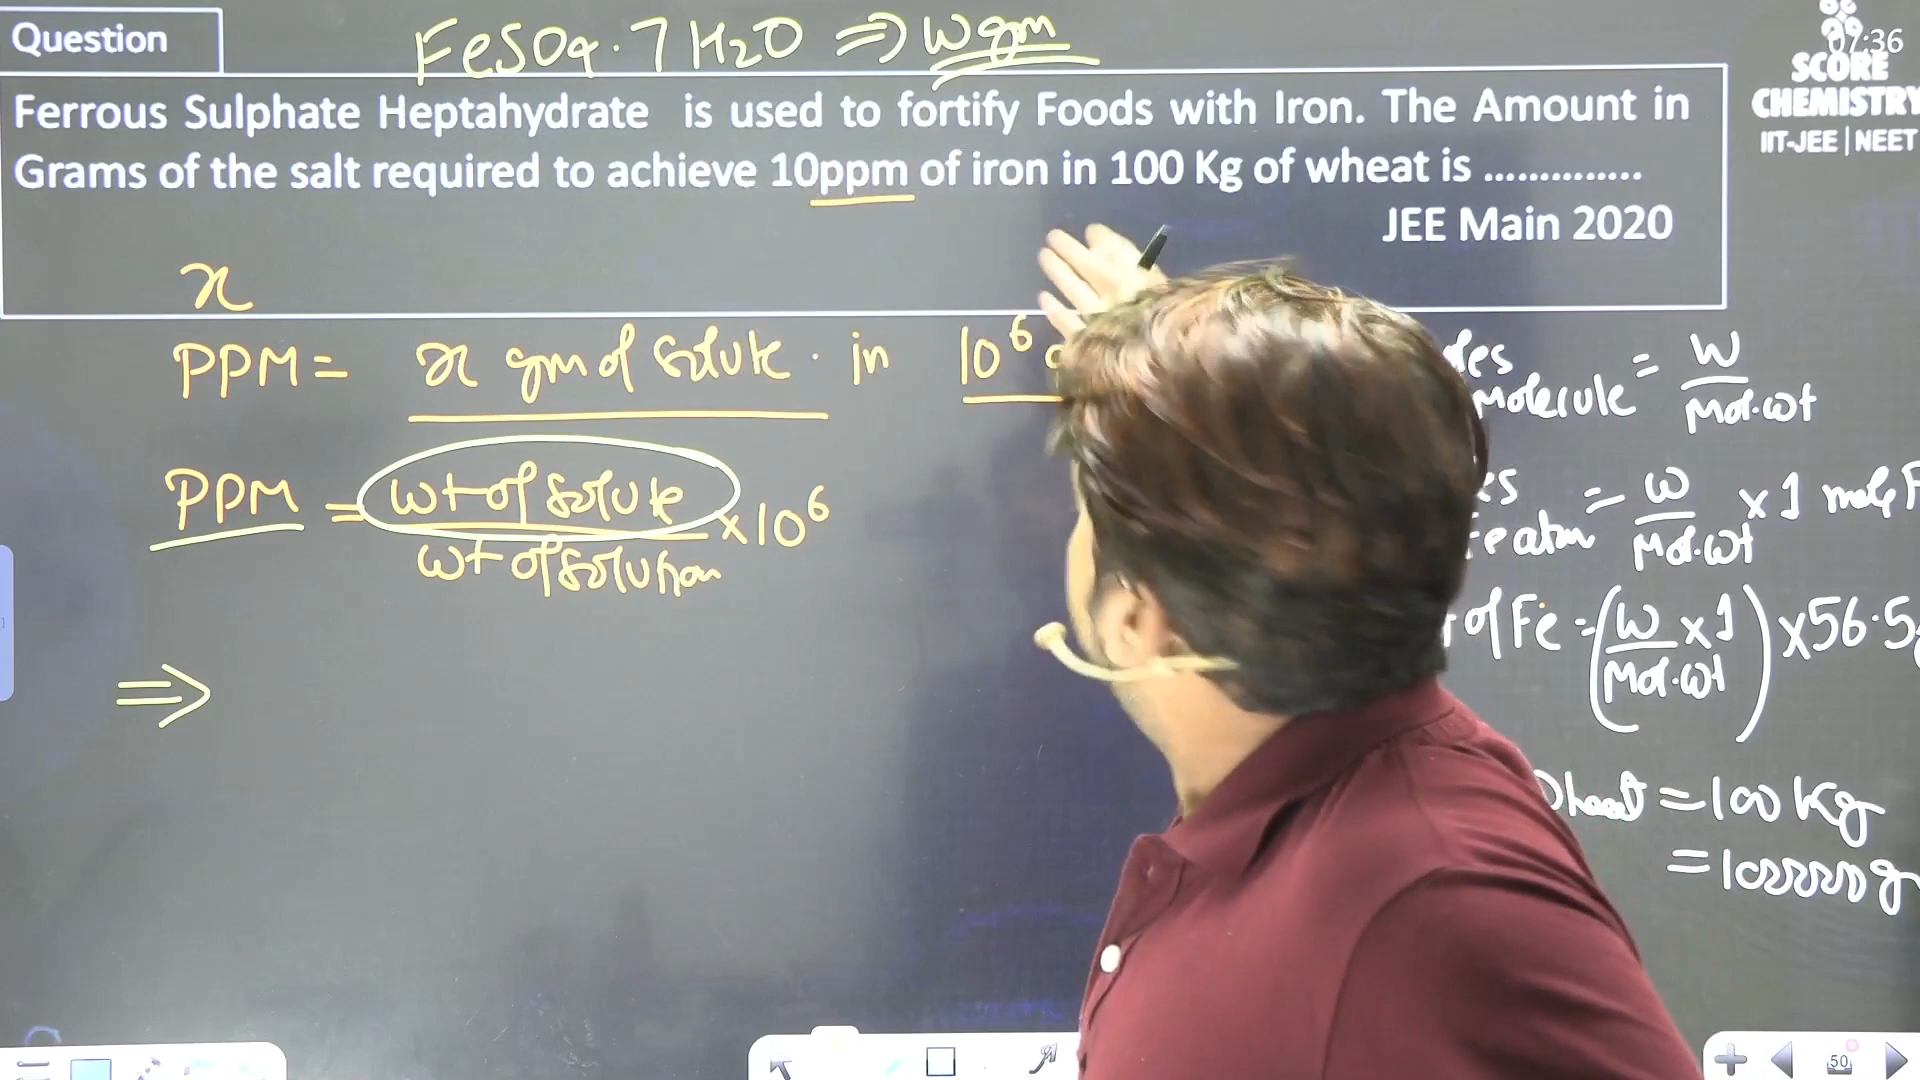 Question
FeSO4.7H2O ⇒ Wgm
07:36
SCORE
CHEMISTRY
IIT-JEE | NEET
Ferrous Sulphate Heptahydrate is used to fortify Foods with Iron. The Amount in
Grams of the salt required to achieve 10ppm of iron in 100 Kg of wheat is ..............
JEE Main 2020
x
PPM = x gm of solute. in 10⁶
PPM = wt of solute / wt of solution × 10⁶
⇒
molecule = W / Mol.wt
atm = W / Mol.wt × 1 mole
of Fe = (W × 1 / Mol.wt) × 56.5
= 100 Kg
= 100000 g
50